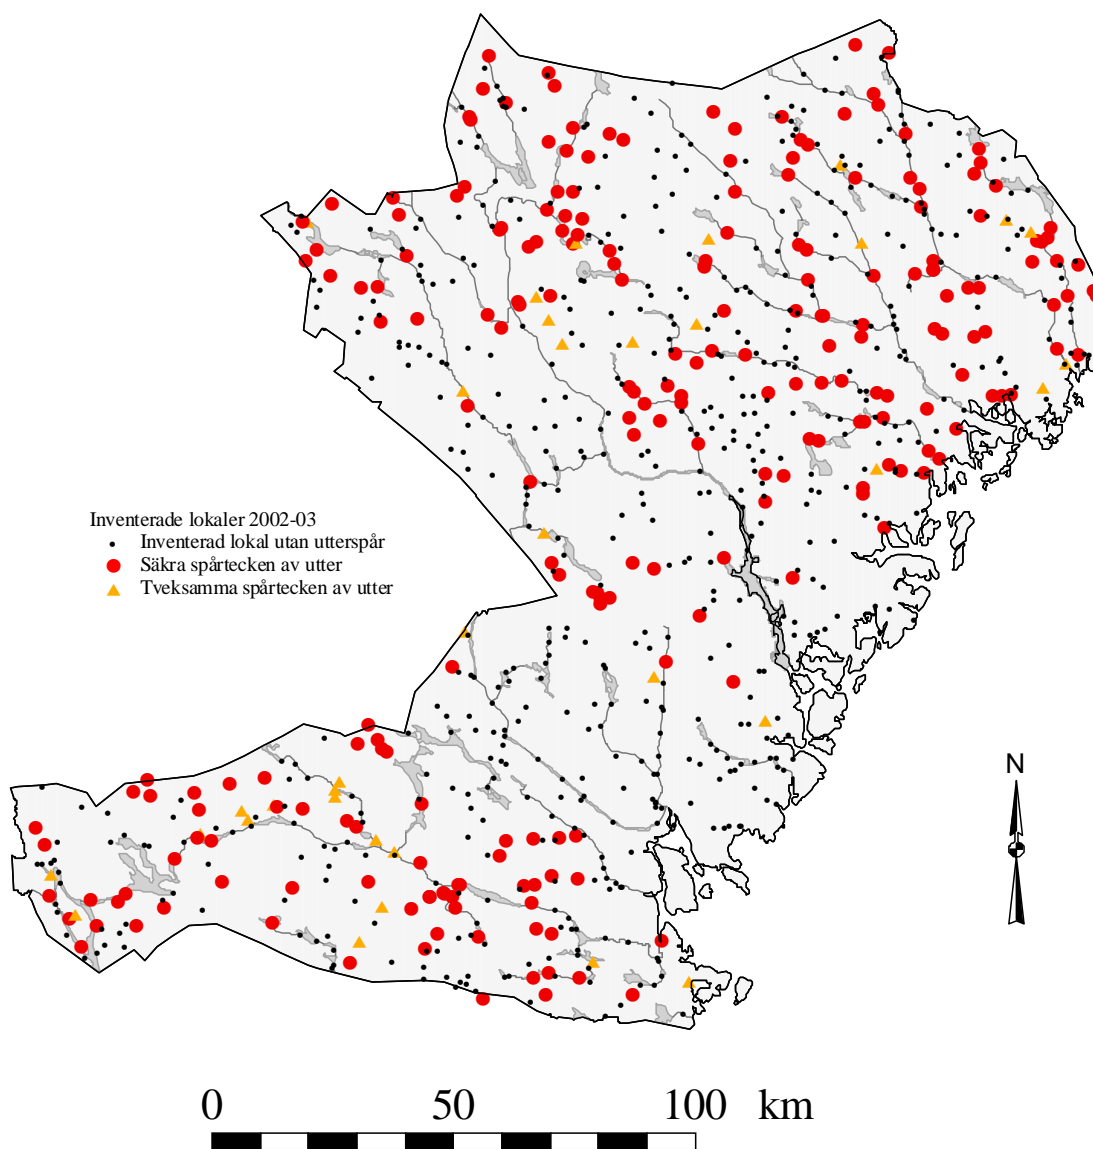 Inventerade lokaler 2002-03
Inventerad lokal utan utterspår
Säkra spårtecken av utter
Tveksamma spårtecken av utter
N
0 50 100 km